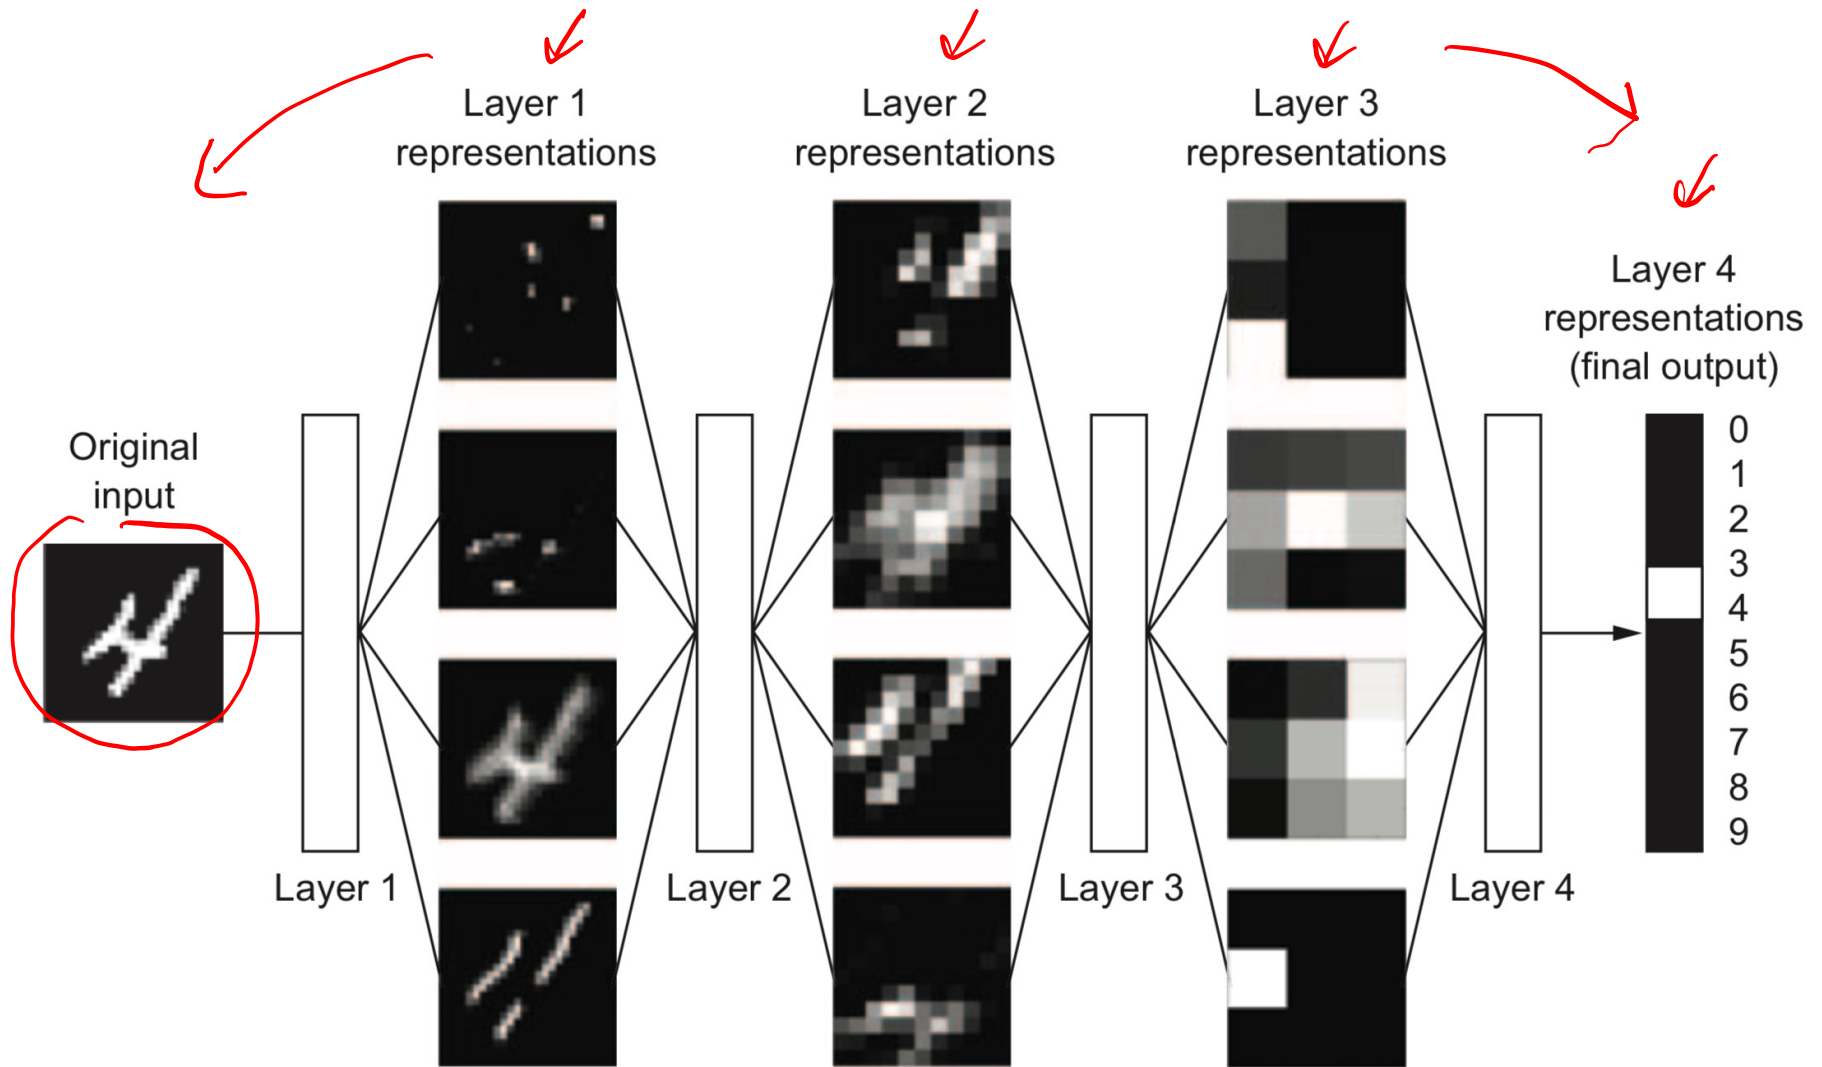 Layer 1
representations
Layer 2
representations
Layer 3
representations
Layer 4
representations
(final output)
Original
input
0
1
2
3
4
5
6
7
8
9
Layer 1
Layer 2
Layer 3
Layer 4